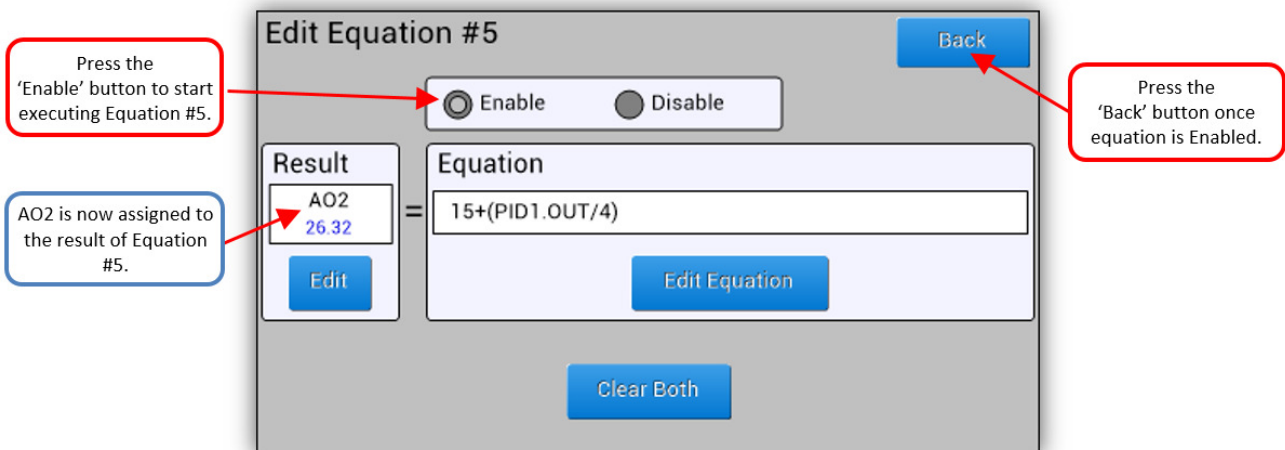 Edit Equation #5
Back
Press the
'Enable' button to start
executing Equation #5.
Enable
Disable
Press the
'Back' button once
equation is Enabled.
Result
Equation
AO2
26.32
=
15+(PID1.OUT/4)
AO2 is now assigned to
the result of Equation
#5.
Edit
Edit Equation
Clear Both